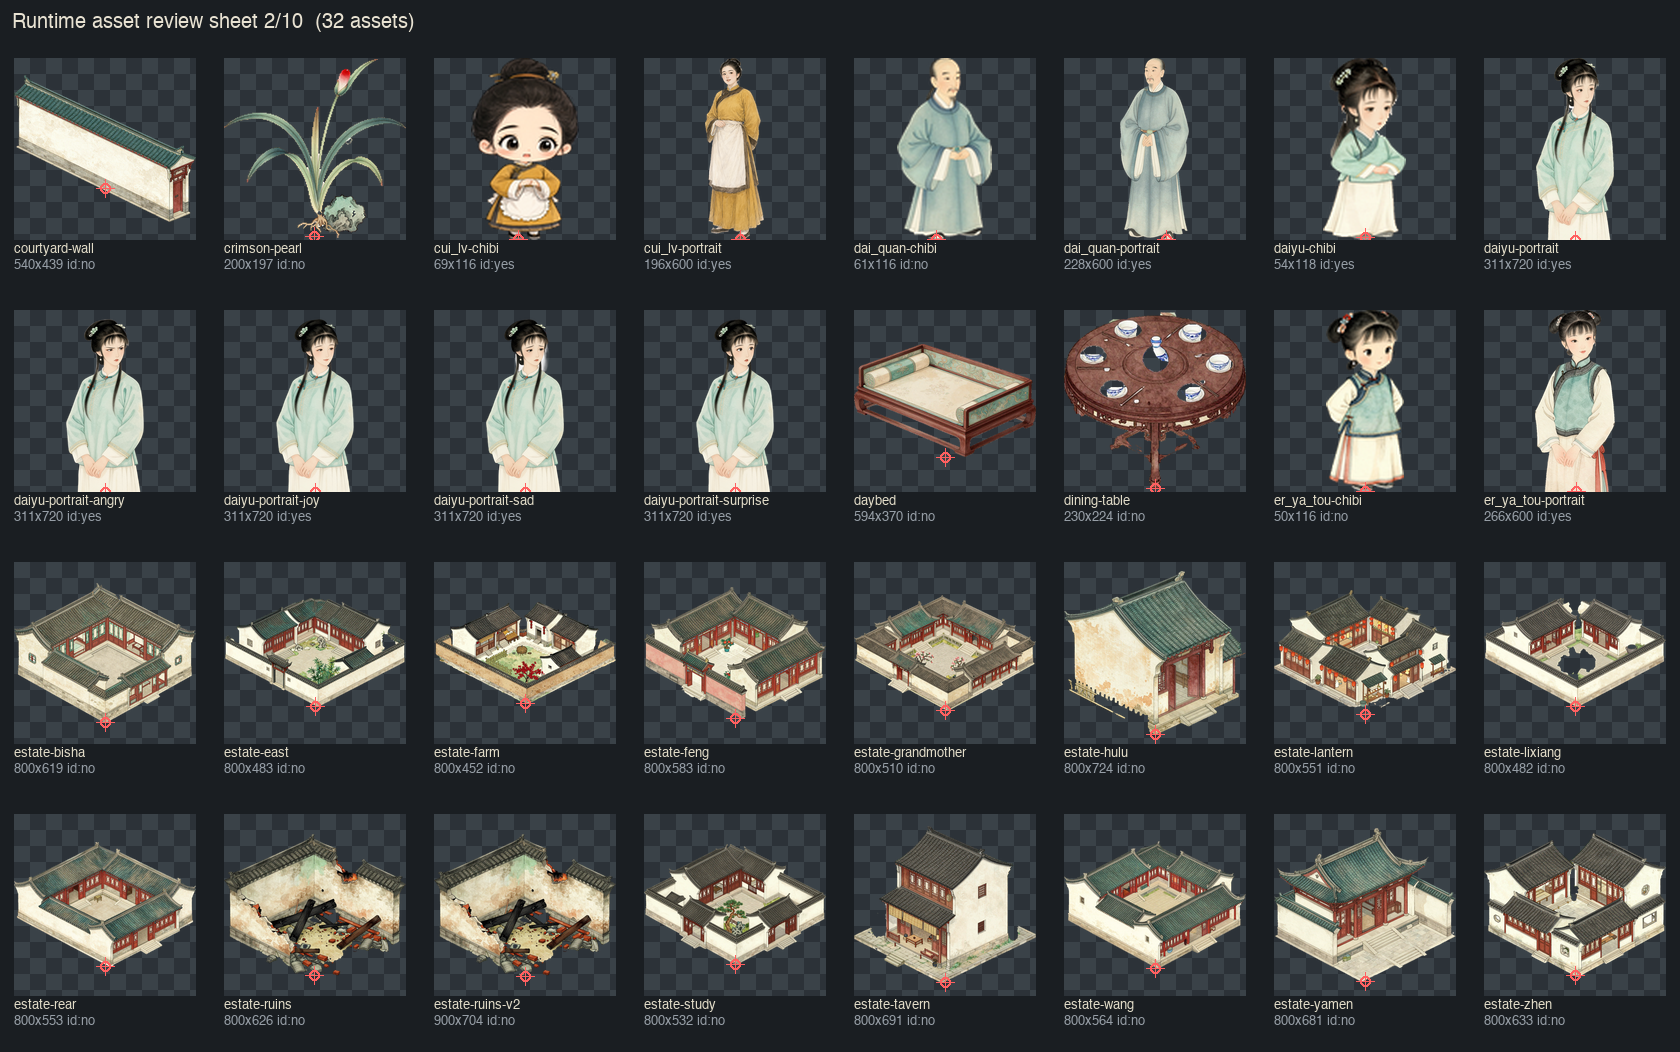 Runtime asset review sheet 2/10 (32 assets)
courtyard-wall
540x439 id:no
crimson-pearl
200x197 id:no
cui_lv-chibi
69x116 id:yes
cui_lv-portrait
196x600 id:yes
dai_quan-chibi
61x116 id:no
dai_quan-portrait
228x600 id:yes
daiyu-chibi
54x118 id:yes
daiyu-portrait
311x720 id:yes
daiyu-portrait-angry
311x720 id:yes
daiyu-portrait-joy
311x720 id:yes
daiyu-portrait-sad
311x720 id:yes
daiyu-portrait-surprise
311x720 id:yes
daybed
594x370 id:no
dining-table
230x224 id:no
er_ya_tou-chibi
50x116 id:no
er_ya_tou-portrait
266x600 id:yes
estate-bisha
800x619 id:no
estate-east
800x483 id:no
estate-farm
800x452 id:no
estate-feng
800x583 id:no
estate-grandmother
800x510 id:no
estate-hulu
800x724 id:no
estate-lantern
800x551 id:no
estate-lixiang
800x482 id:no
estate-rear
800x553 id:no
estate-ruins
800x626 id:no
estate-ruins-v2
900x704 id:no
estate-study
800x532 id:no
estate-tavern
800x691 id:no
estate-wang
800x564 id:no
estate-yamen
800x681 id:no
estate-zhen
800x633 id:no